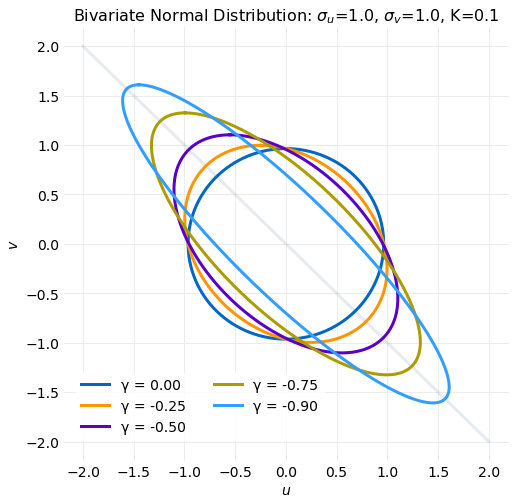 Bivariate Normal Distribution: σᵤ=1.0, σᵥ=1.0, K=0.1
2.0
1.5
1.0
0.5
0.0
−0.5
−1.0
−1.5
−2.0
v
γ = 0.00
γ = -0.25
γ = -0.50
γ = -0.75
γ = -0.90
−2.0 −1.5 −1.0 −0.5 0.0 0.5 1.0 1.5 2.0
u